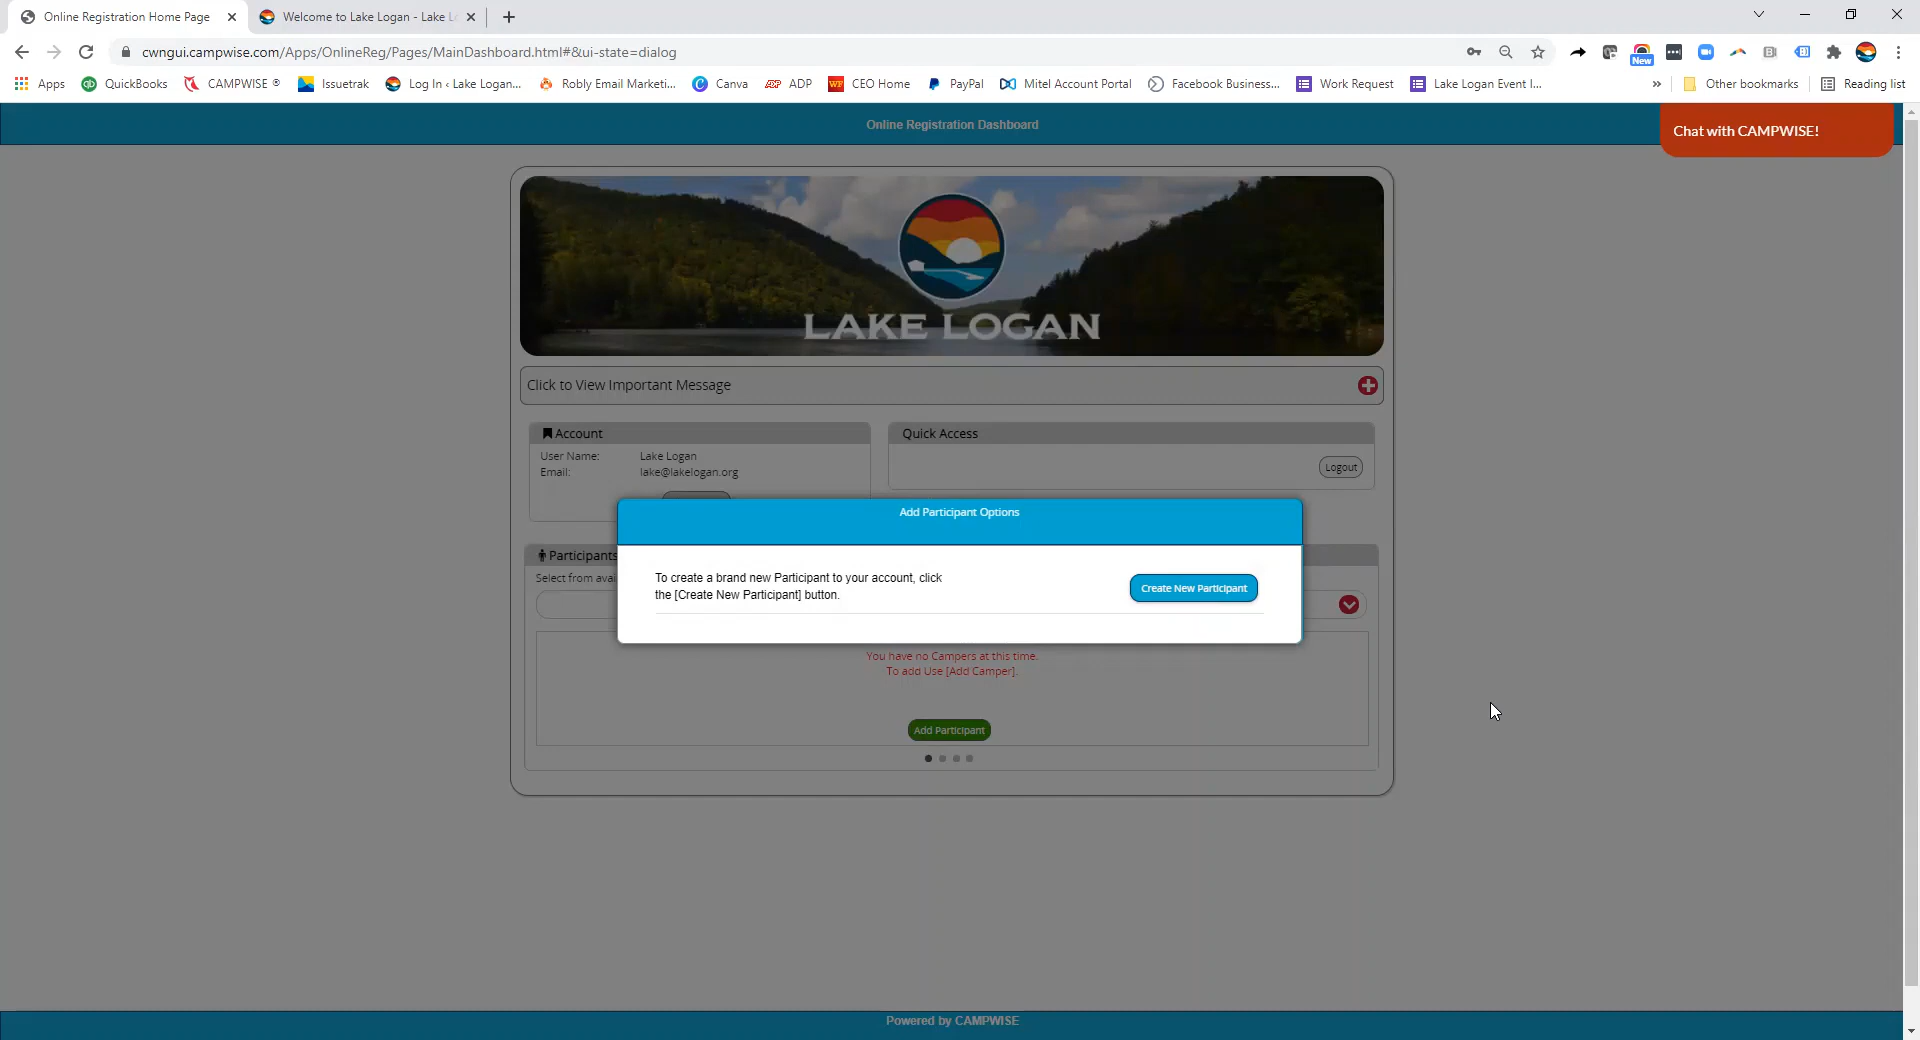 Online Registration Home Page
Welcome to Lake Logan - Lake L
cwngui.campwise.com/Apps/OnlineReg/Pages/MainDashboard.html#&ui-state=dialog
New
Apps
QuickBooks
CAMPWISE ®
Issuetrak
Log In ‹ Lake Logan...
Robly Email Marketi...
Canva
ADP
CEO Home
PayPal
Mitel Account Portal
Facebook Business...
Work Request
Lake Logan Event I...
»
Other bookmarks
Reading list
Online Registration Dashboard
Chat with CAMPWISE!
LAKE LOGAN
Click to View Important Message
Account
Quick Access
User Name: Lake Logan
Email: lake@lakelogan.org
Logout
Add Participant Options
Participants
Select from avai
To create a brand new Participant to your account, click
the [Create New Participant] button.
Create New Participant
You have no Campers at this time.
To add Use [Add Camper].
Add Participant
Powered by CAMPWISE